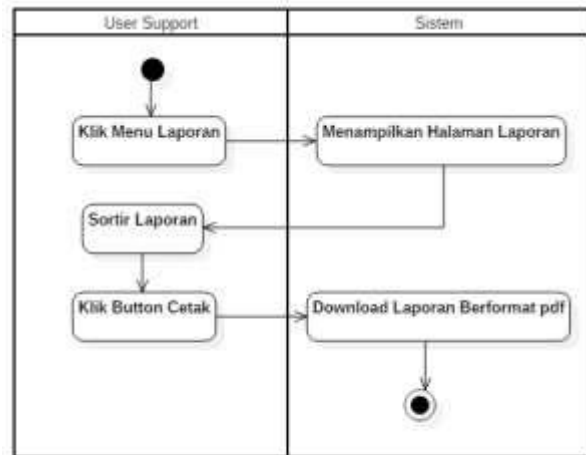 User Support
Sistem
Klik Menu Laporan
Menampilkan Halaman Laporan
Sortir Laporan
Klik Button Cetak
Download Laporan Berformat pdf